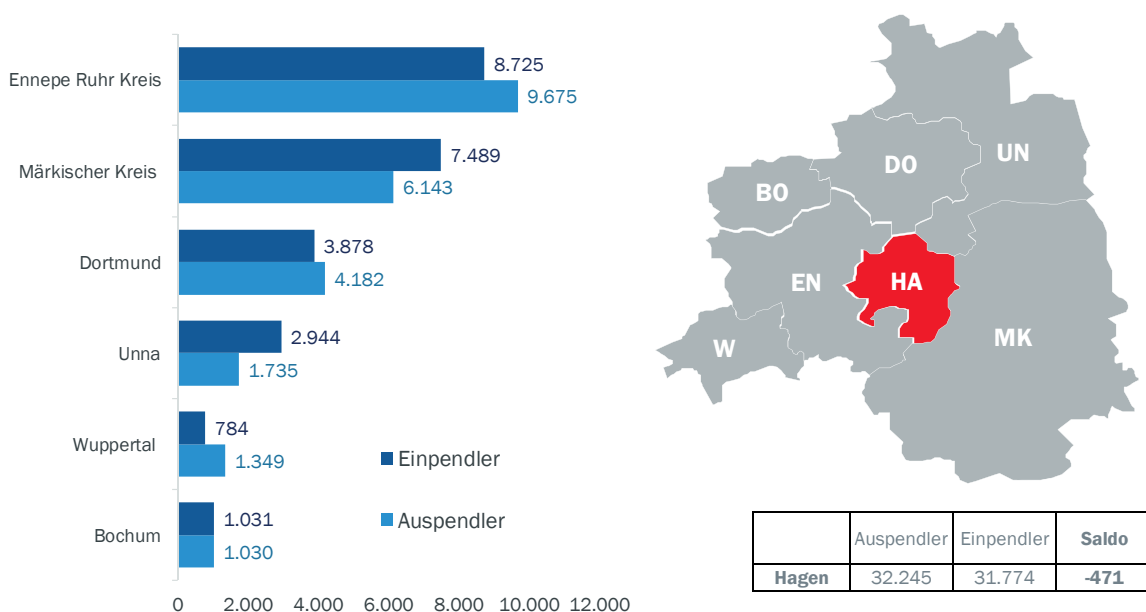 Ennepe Ruhr Kreis
8.725
9.675
Märkischer Kreis
7.489
6.143
Dortmund
3.878
4.182
Unna
2.944
1.735
Wuppertal
784
1.349
Bochum
1.031
1.030
Einpendler
Auspendler
0 2.000 4.000 6.000 8.000 10.000 12.000
UN
DO
BO
EN
HA
W
MK
Auspendler Einpendler Saldo
Hagen 32.245 31.774 -471